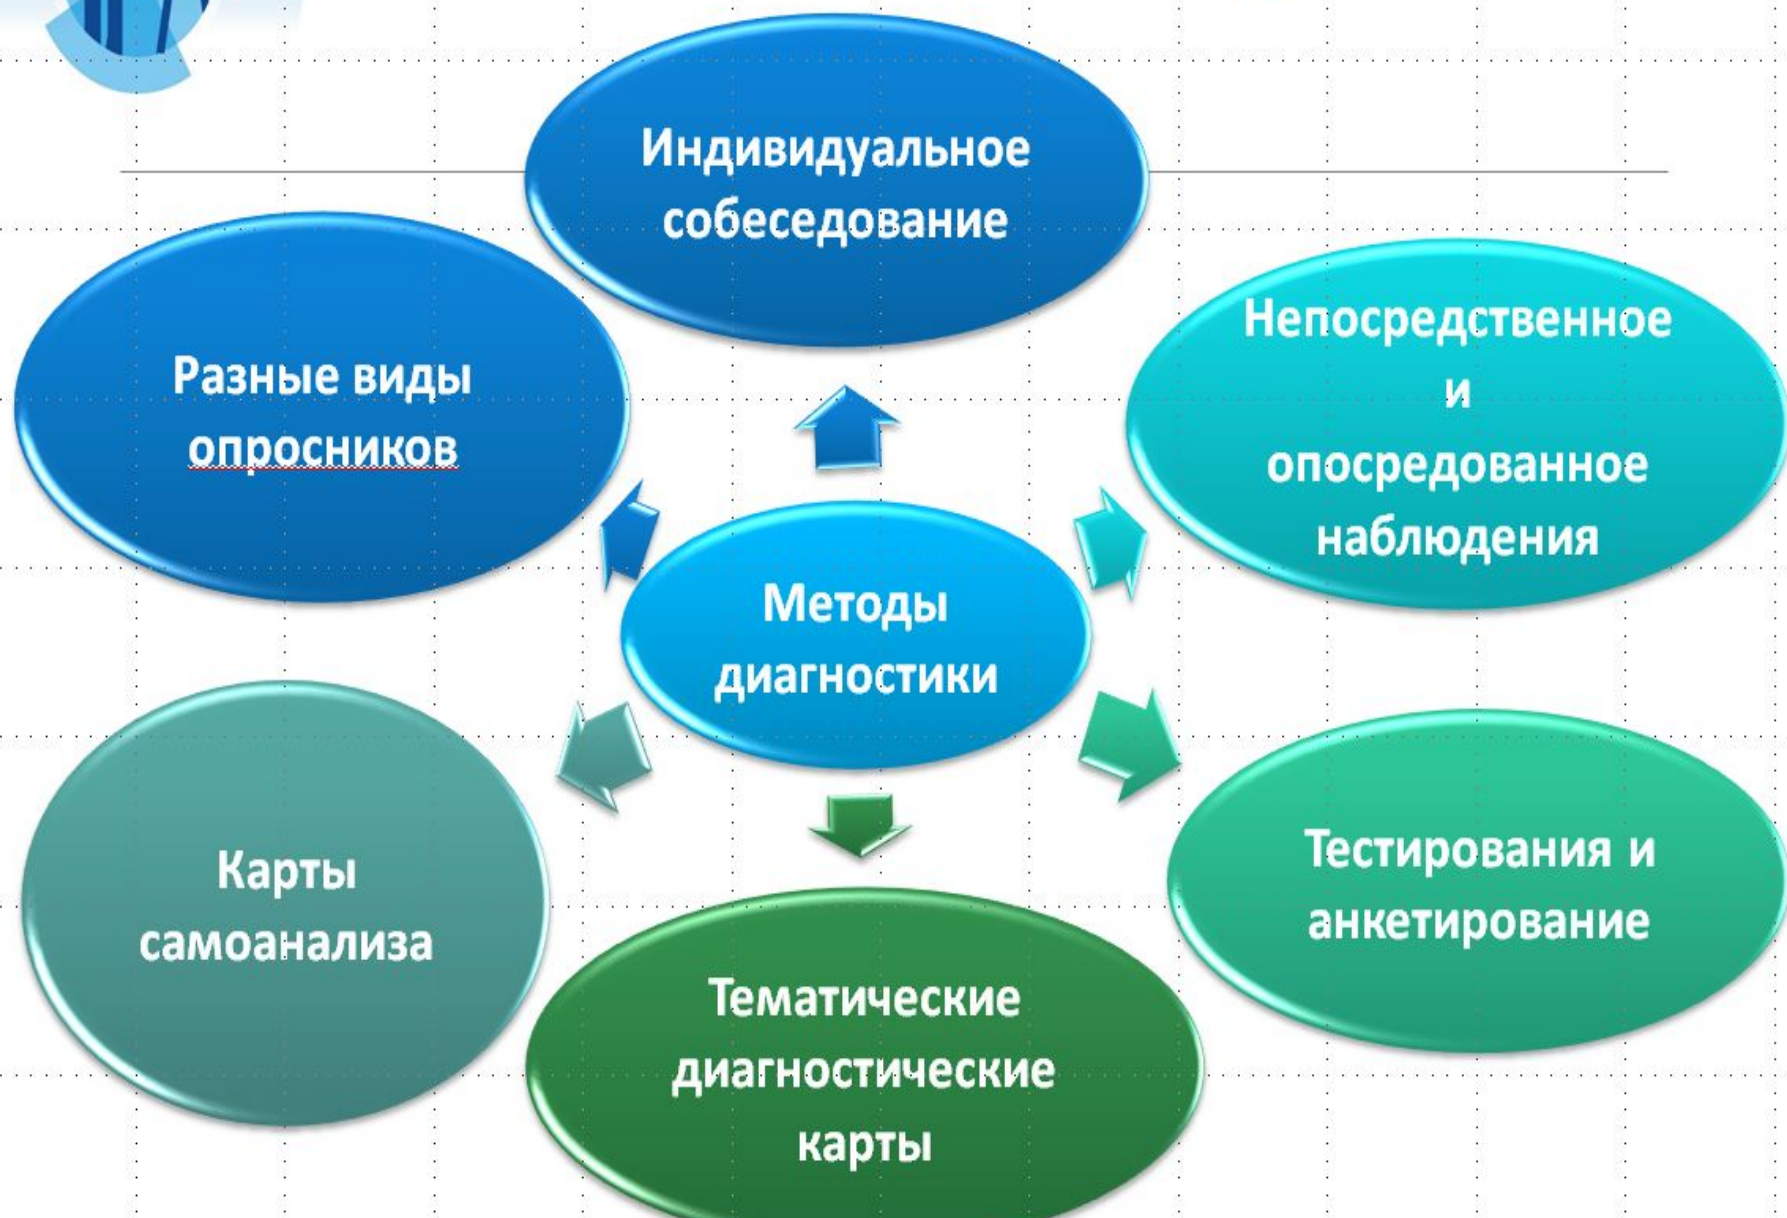 Индивидуальное
собеседование
Разные виды
опросников
Непосредственное
и
опосредованное
наблюдения
Методы
диагностики
Карты
самоанализа
Тестирования и
анкетирование
Тематические
диагностические
карты